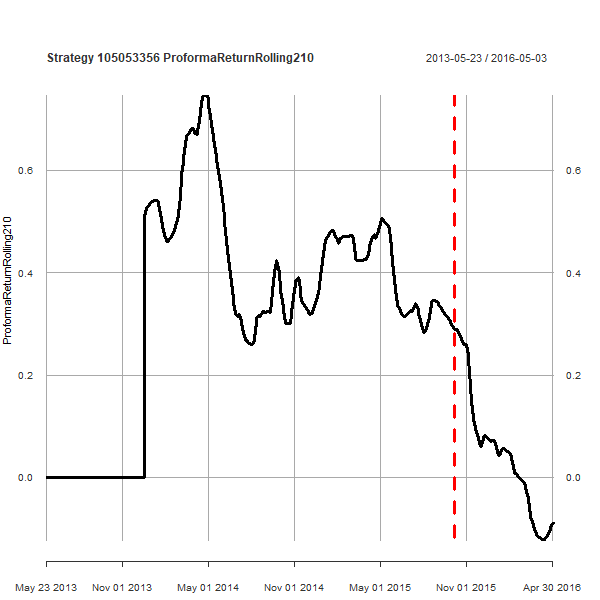 Strategy 105053356 ProformaReturnRolling210
2013-05-23 / 2016-05-03
ProformaReturnRolling210
0.6
0.4
0.2
0.0
0.6
0.4
0.2
0.0
May 23 2013
Nov 01 2013
May 01 2014
Nov 01 2014
May 01 2015
Nov 01 2015
Apr 30 2016